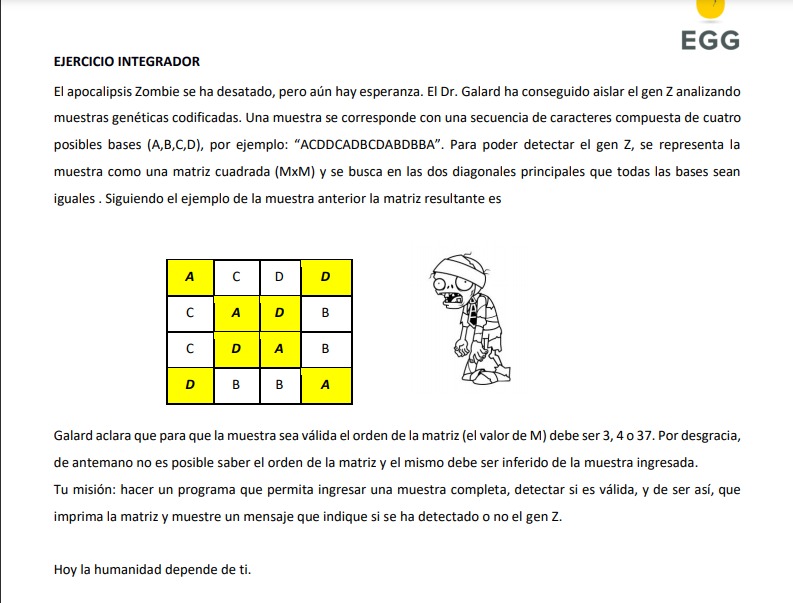 EGG
EJERCICIO INTEGRADOR
El apocalipsis Zombie se ha desatado, pero aún hay esperanza. El Dr. Galard ha conseguido aislar el gen Z analizando
muestras genéticas codificadas. Una muestra se corresponde con una secuencia de caracteres compuesta de cuatro
posibles bases (A,B,C,D), por ejemplo: “ACDDCADBCDABDBBA”. Para poder detectar el gen Z, se representa la
muestra como una matriz cuadrada (MxM) y se busca en las dos diagonales principales que todas las bases sean
iguales . Siguiendo el ejemplo de la muestra anterior la matriz resultante es
A C D D
C A D B
C D A B
D B B A
Galard aclara que para que la muestra sea válida el orden de la matriz (el valor de M) debe ser 3, 4 o 37. Por desgracia,
de antemano no es posible saber el orden de la matriz y el mismo debe ser inferido de la muestra ingresada.
Tu misión: hacer un programa que permita ingresar una muestra completa, detectar si es válida, y de ser así, que
imprima la matriz y muestre un mensaje que indique si se ha detectado o no el gen Z.
Hoy la humanidad depende de ti.